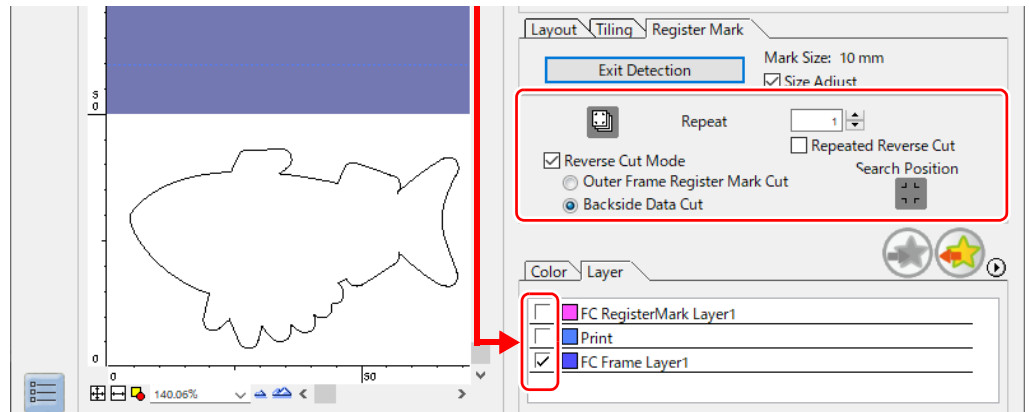 Layout Tiling Register Mark
Exit Detection
Mark Size: 10 mm
Size Adjust
Repeat 1
Repeated Reverse Cut
Reverse Cut Mode
Search Position
Outer Frame Register Mark Cut
Backside Data Cut
Color Layer
FC RegisterMark Layer1
Print
FC Frame Layer1
50
0
0 50
140.06%